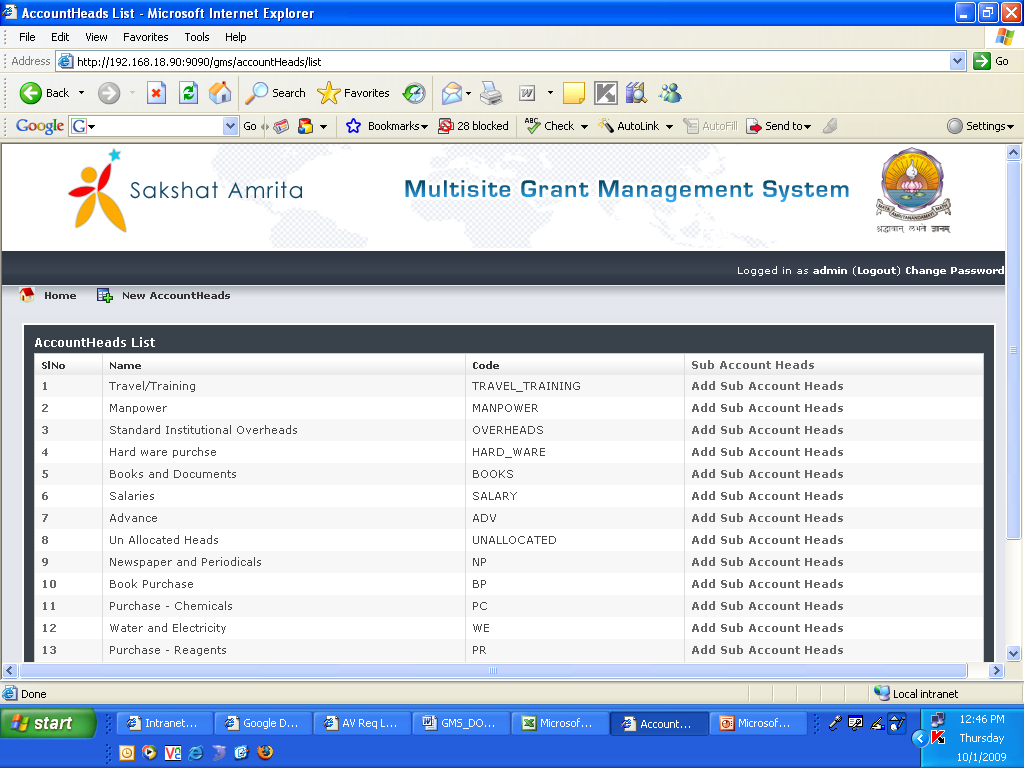 AccountHeads List - Microsoft Internet Explorer
File Edit View Favorites Tools Help
Address http://192.168.18.90:9090/gms/accountHeads/list Go
Back Search Favorites
Google G Go Bookmarks 28 blocked ABC Check AutoLink AutoFill Send to Settings
Sakshat Amrita Multisite Grant Management System
श्रद्धावान् लभते ज्ञानम्
Logged in as admin (Logout) Change Password
Home New AccountHeads
AccountHeads List
SlNo Name Code Sub Account Heads
1 Travel/Training TRAVEL_TRAINING Add Sub Account Heads
2 Manpower MANPOWER Add Sub Account Heads
3 Standard Institutional Overheads OVERHEADS Add Sub Account Heads
4 Hard ware purchse HARD_WARE Add Sub Account Heads
5 Books and Documents BOOKS Add Sub Account Heads
6 Salaries SALARY Add Sub Account Heads
7 Advance ADV Add Sub Account Heads
8 Un Allocated Heads UNALLOCATED Add Sub Account Heads
9 Newspaper and Periodicals NP Add Sub Account Heads
10 Book Purchase BP Add Sub Account Heads
11 Purchase - Chemicals PC Add Sub Account Heads
12 Water and Electricity WE Add Sub Account Heads
13 Purchase - Reagents PR Add Sub Account Heads
Done Local intranet
start Intranet... Google D... AV Req L... GMS_DO... Microsof... Account... Microsof... 12:46 PM
Thursday
10/1/2009